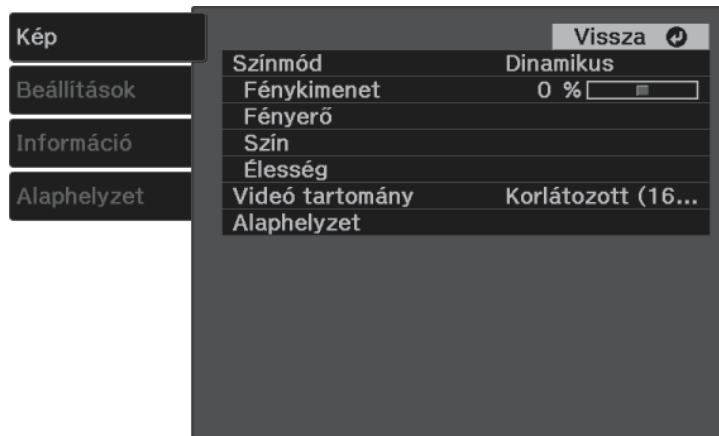 Kép
Beállítások
Információ
Alaphelyzet
Vissza
Színmód Dinamikus
Fénykimenet 0 %
Fényerő
Szín
Élesség
Videó tartomány Korlátozott (16...
Alaphelyzet